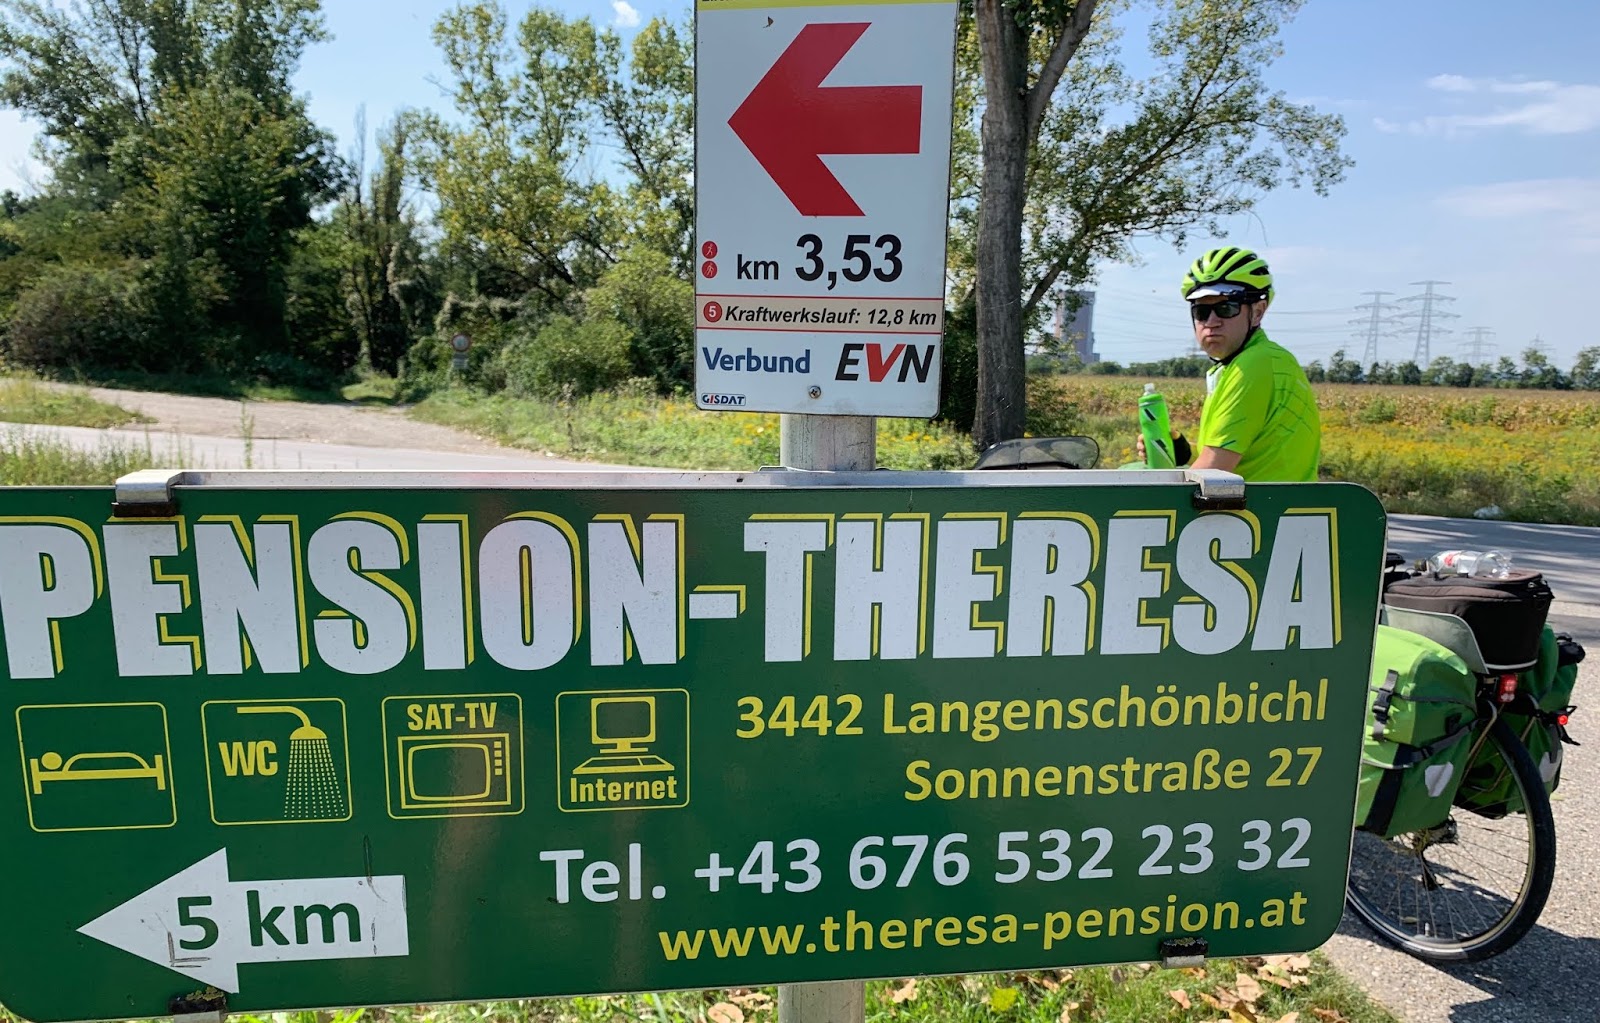 km 3,53
5 Kraftwerkslauf: 12,8 km
Verbund EVN
GISDAT
PENSION-THERESA
WC
SAT-TV
Internet
3442 Langenschönbichl
Sonnenstraße 27
5 km
Tel. +43 676 532 23 32
www.theresa-pension.at